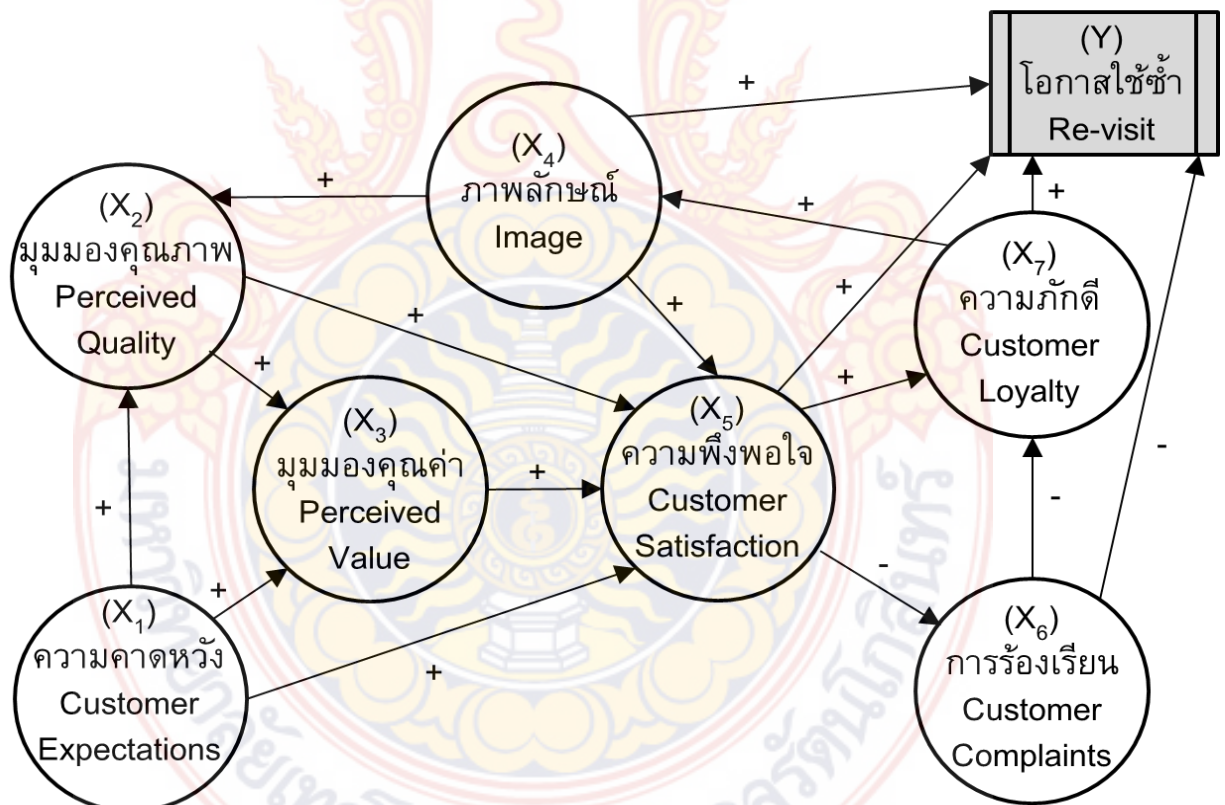 (Y)
โอกาสใช้ซ้ำ
Re-visit
+
(X₄)
ภาพลักษณ์
Image
+
(X₂)
มุมมองคุณภาพ
Perceived
Quality
+
+
(X₇)
ความภักดี
Customer
Loyalty
+
+
+
+
+
(X₃)
มุมมองคุณค่า
Perceived
Value
+
(X₅)
ความพึงพอใจ
Customer
Satisfaction
+
-
-
+
+
-
(X₁)
ความคาดหวัง
Customer
Expectations
+
(X₆)
การร้องเรียน
Customer
Complaints